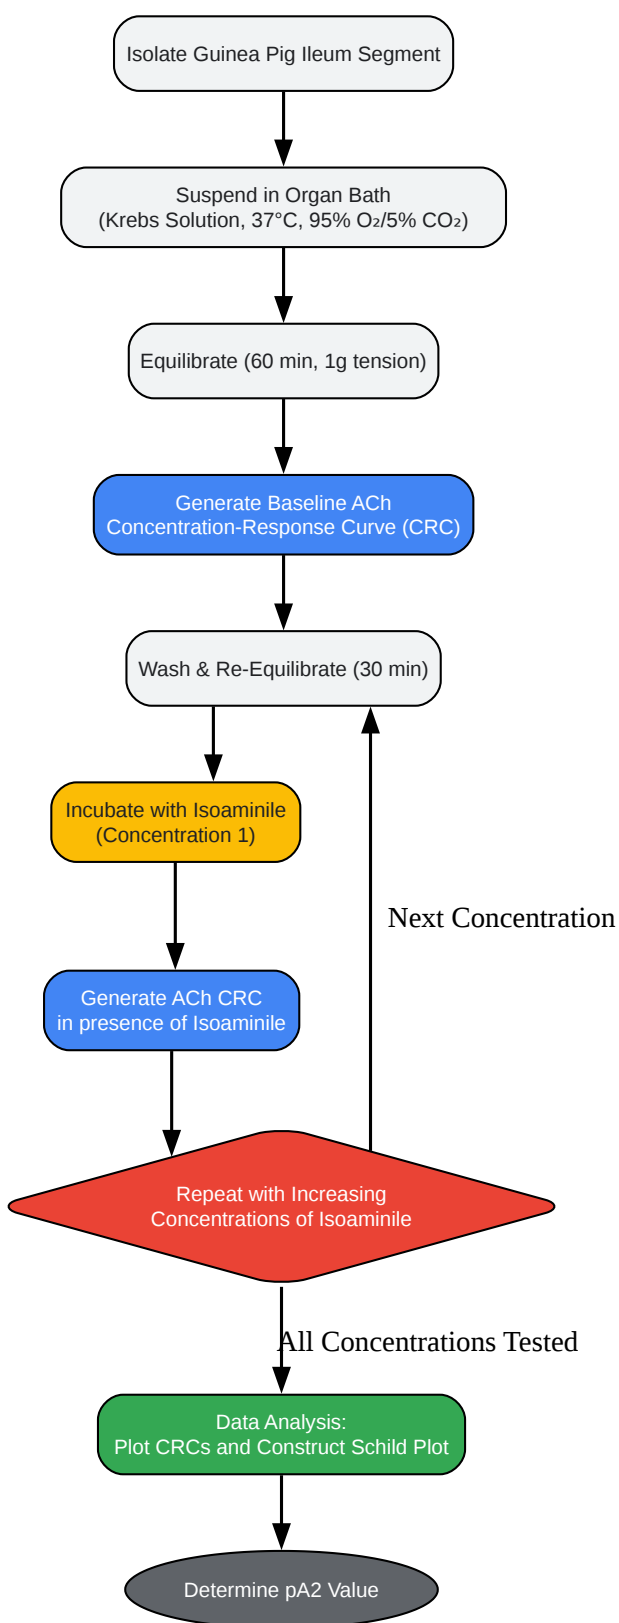 Isolate Guinea Pig Ileum Segment
Suspend in Organ Bath
(Krebs Solution, 37°C, 95% O₂/5% CO₂)
Equilibrate (60 min, 1g tension)
Generate Baseline ACh
Concentration-Response Curve (CRC)
Wash & Re-Equilibrate (30 min)
Incubate with Isoaminile
(Concentration 1)
Next Concentration
Generate ACh CRC
in presence of Isoaminile
Repeat with Increasing
Concentrations of Isoaminile
All Concentrations Tested
Data Analysis:
Plot CRCs and Construct Schild Plot
Determine pA2 Value